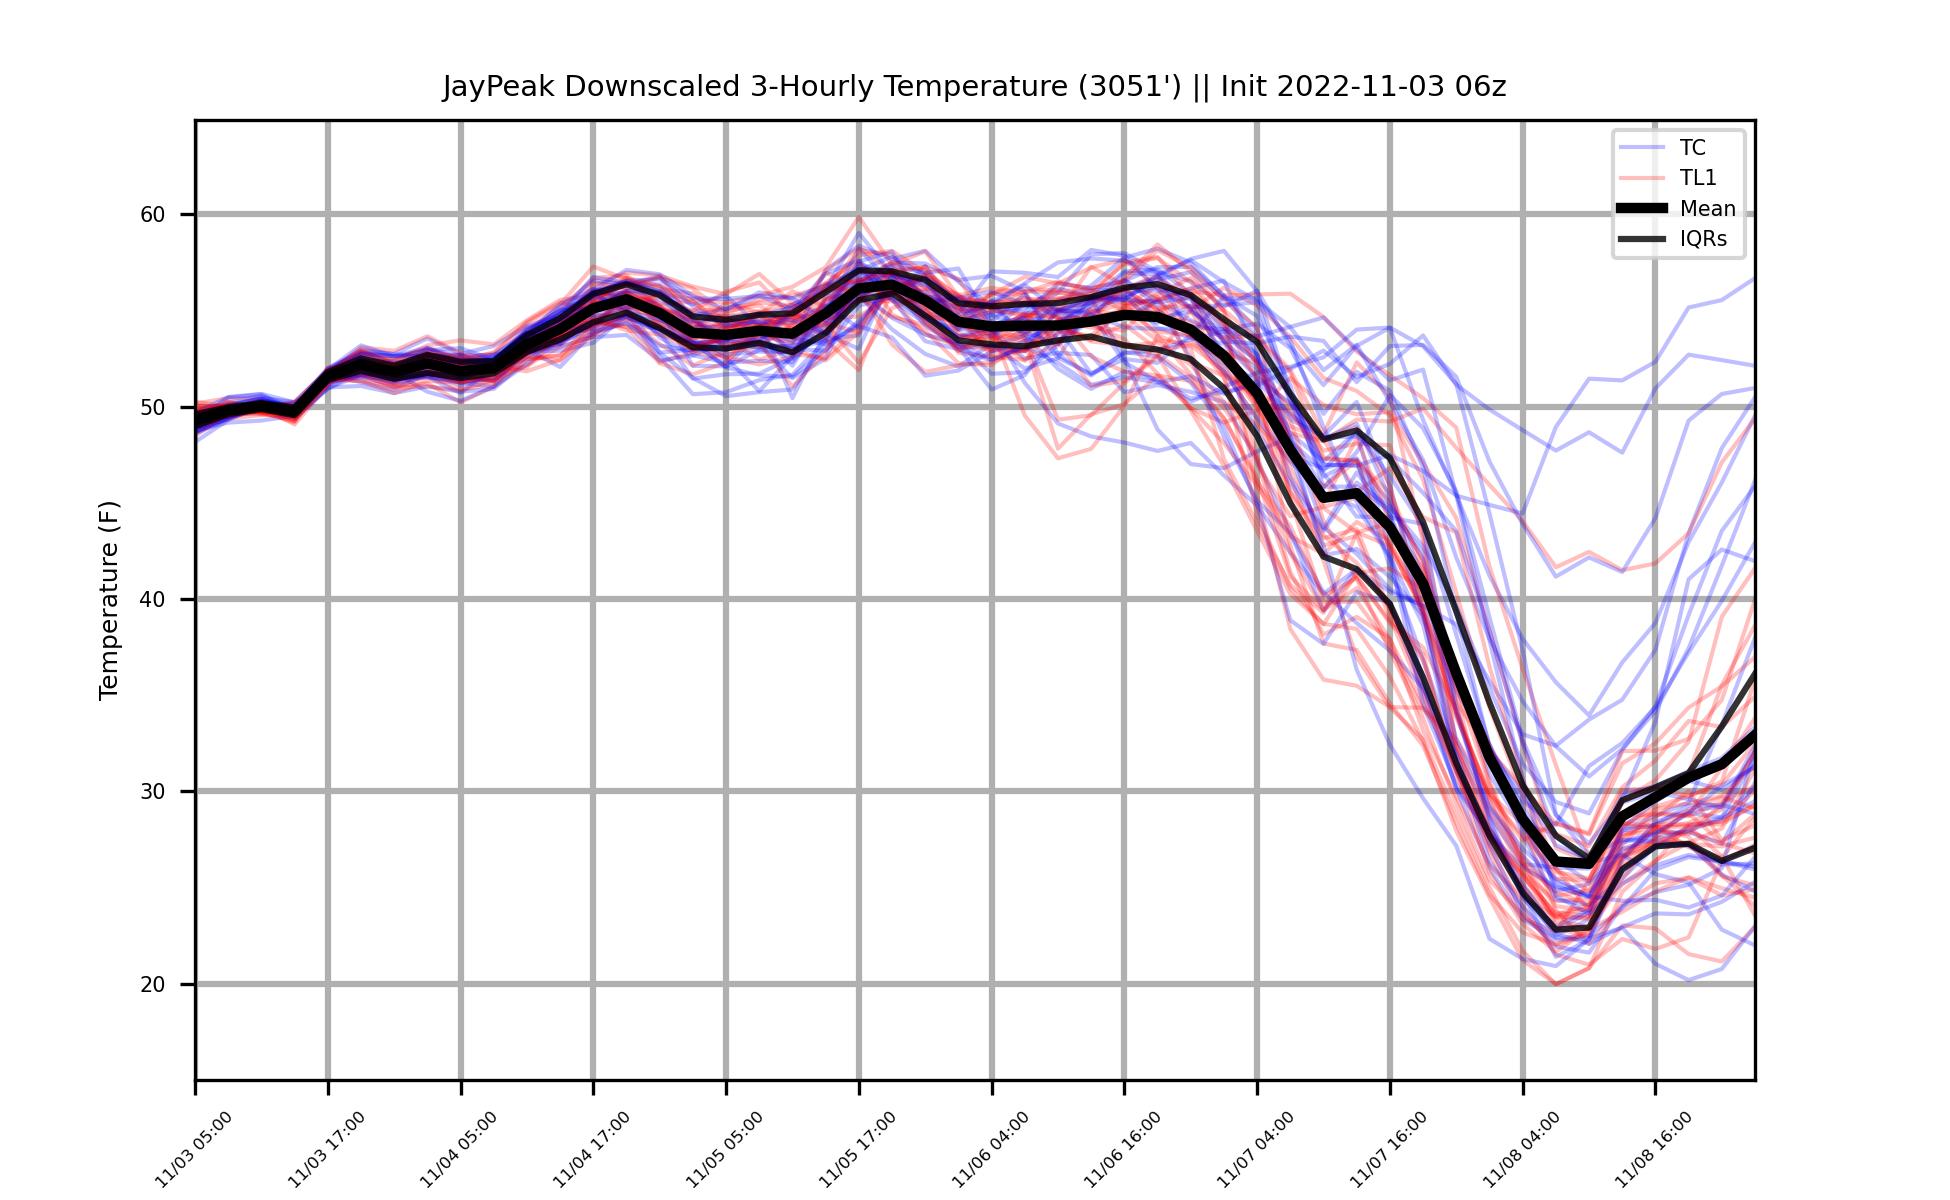 JayPeak Downscaled 3-Hourly Temperature (3051') || Init 2022-11-03 06z
TC
TL1
Mean
IQRs
Temperature (F)
60
50
40
30
20
11/03 05:00
11/03 17:00
11/04 05:00
11/04 17:00
11/05 05:00
11/05 17:00
11/06 04:00
11/06 16:00
11/07 04:00
11/07 16:00
11/08 04:00
11/08 16:00